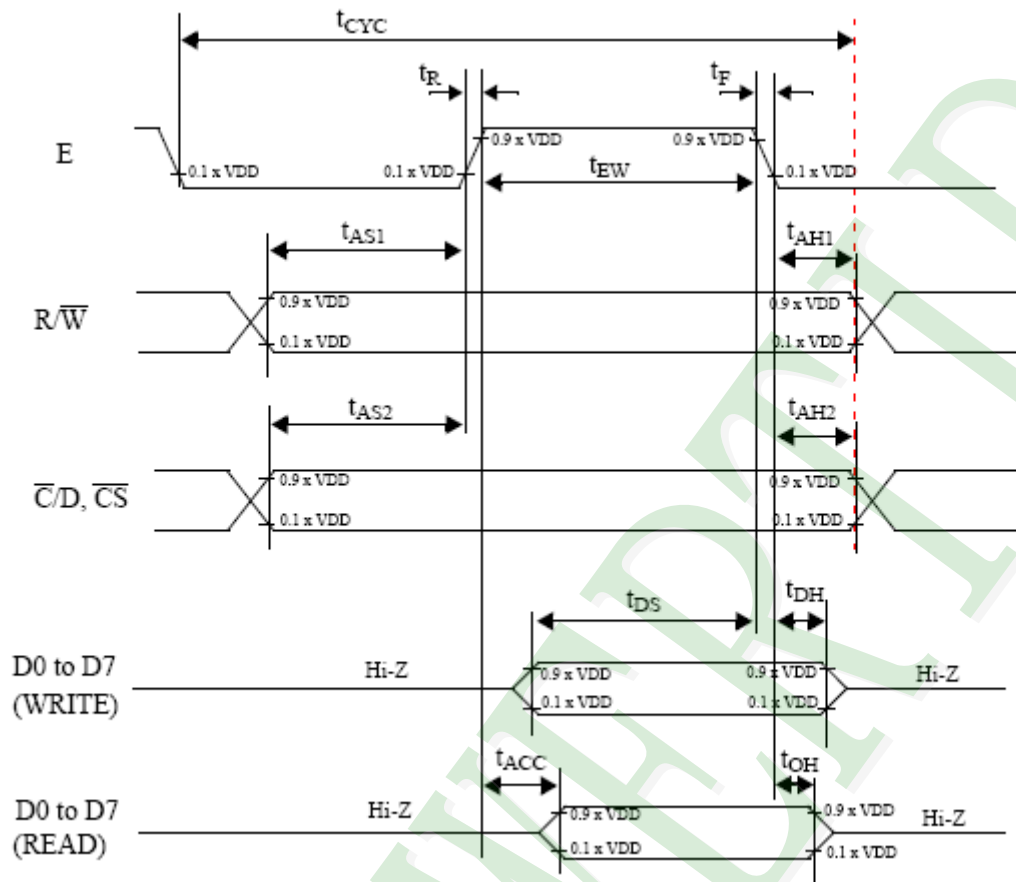 tCYC
tR
tF
E
0.1 x VDD
0.1 x VDD
0.9 x VDD
0.9 x VDD
0.1 x VDD
tEW
tAS1
tAH1
R/W̅
0.9 x VDD
0.9 x VDD
0.1 x VDD
0.1 x VDD
tAS2
tAH2
C̅/D, C̅S̅
0.9 x VDD
0.9 x VDD
0.1 x VDD
0.1 x VDD
tDS
tDH
D0 to D7
(WRITE)
Hi-Z
0.9 x VDD
0.9 x VDD
Hi-Z
0.1 x VDD
0.1 x VDD
tACC
tOH
D0 to D7
(READ)
Hi-Z
0.9 x VDD
0.9 x VDD
Hi-Z
0.1 x VDD
0.1 x VDD